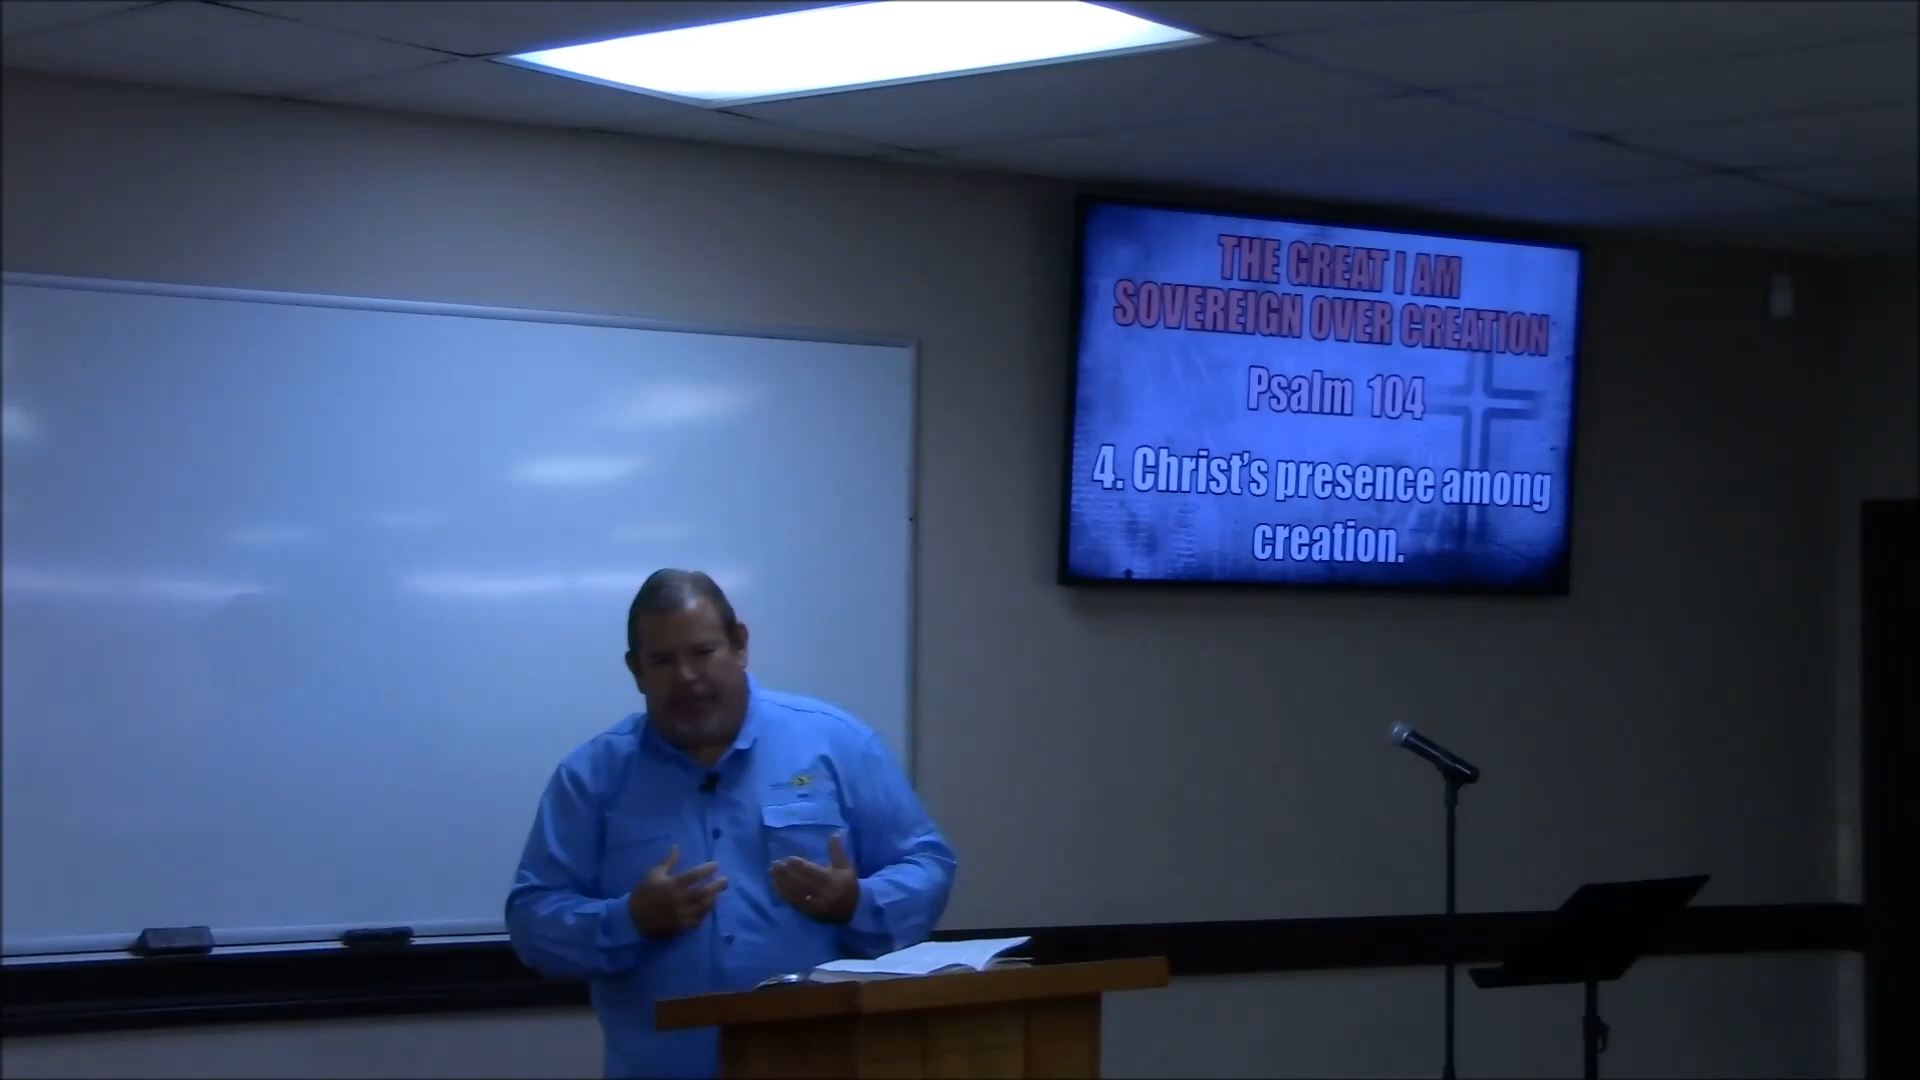 THE GREAT I AM
SOVEREIGN OVER CREATION
Psalm 104
4. Christ's presence among
creation.